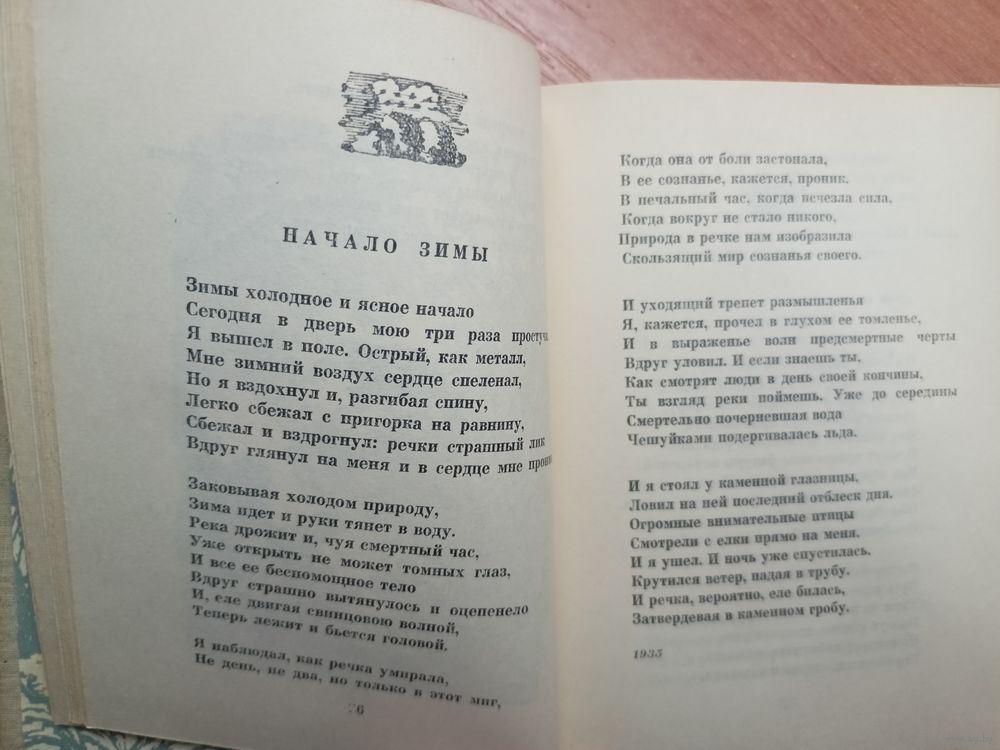 НАЧАЛО ЗИМЫ
Зимы холодное и ясное начало
Сегодня в дверь мою три раза простуча
Я вышел в поле. Острый, как металл,
Мне зимний воздух сердце спеленал,
Но я вздохнул и, разгибая спину,
Легко сбежал с пригорка на равнину,
Сбежал и вздрогнул: речки страшный лик
Вдруг глянул на меня и в сердце мне прони
Заковывая холодом природу,
Зима идет и руки тянет в воду.
Река дрожит и, чуя смертный час,
Уже открыть не может томных глаз,
И все ее беспомощное тело
Вдруг страшно вытянулось и оцепенело
И, еле двигая свинцовою волной,
Теперь лежит и бьется головой.
Я наблюдал, как речка умирала,
Не день, не два, но только в этот миг,
76
Когда она от боли застонала,
В ее сознанье, кажется, проник.
В печальный час, когда исчезла сила,
Когда вокруг не стало никого,
Природа в речке нам изобразила
Скользящий мир сознанья своего.
И уходящий трепет размышленья
Я, кажется, прочел в глухом ее томленье,
И в выраженье волн предсмертные черты
Вдруг уловил. И если знаешь ты,
Как смотрят люди в день своей кончины,
Ты взгляд реки поймешь. Уже до середины
Смертельно почерневшая вода
Чешуйками подергивалась льда.
И я стоял у каменной глазницы,
Ловил на ней последний отблеск дня.
Огромные внимательные птицы
Смотрели с елки прямо на меня.
И я ушел. И ночь уже спустилась.
Крутился ветер, падая в трубу.
И речка, вероятно, еле билась,
Затвердевая в каменном гробу.
1935